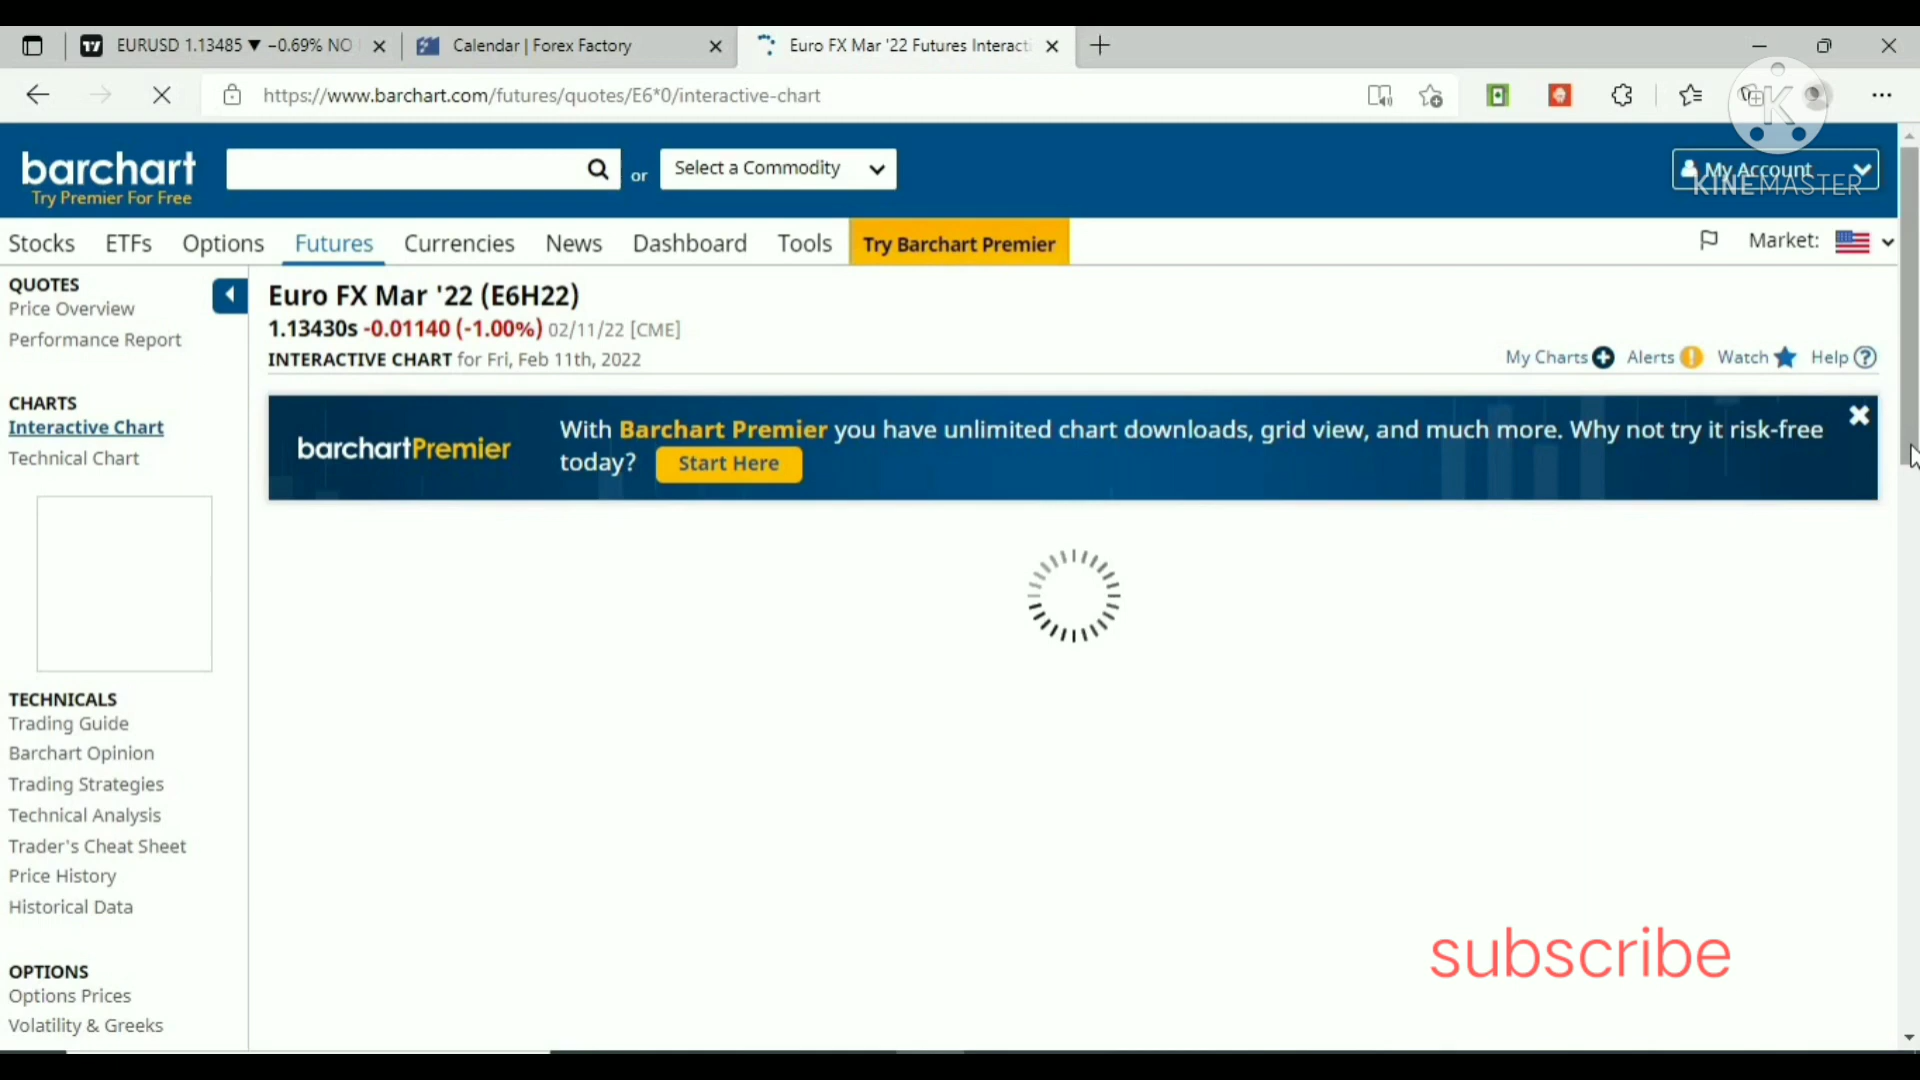 EURUSD 1.13485 ▼ −0.69% NO
Calendar | Forex Factory
Euro FX Mar '22 Futures Interacti
https://www.barchart.com/futures/quotes/E6*0/interactive-chart
barchart
Try Premier For Free
or
Select a Commodity
My Account
KINEMASTER
Stocks
ETFs
Options
Futures
Currencies
News
Dashboard
Tools
Try Barchart Premier
Market:
QUOTES
Price Overview
Performance Report
CHARTS
Interactive Chart
Technical Chart
TECHNICALS
Trading Guide
Barchart Opinion
Trading Strategies
Technical Analysis
Trader's Cheat Sheet
Price History
Historical Data
OPTIONS
Options Prices
Volatility & Greeks
Euro FX Mar '22 (E6H22)
1.13430s -0.01140 (-1.00%) 02/11/22 [CME]
INTERACTIVE CHART for Fri, Feb 11th, 2022
My Charts
Alerts
Watch
Help
barchartPremier
With Barchart Premier you have unlimited chart downloads, grid view, and much more. Why not try it risk-free
today? Start Here
subscribe